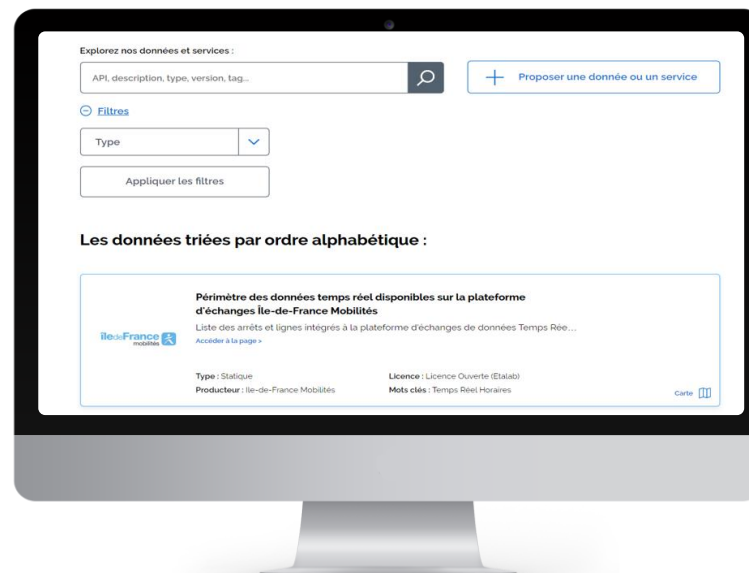 Explorez nos données et services :
API, description, type, version, tag...
Proposer une donnée ou un service
Filtres
Type
Appliquer les filtres
Les données triées par ordre alphabétique :
Périmètre des données temps réel disponibles sur la plateforme
d'échanges Île-de-France Mobilités
Liste des arrêts et lignes intégrés à la plateforme d'échanges de données Temps Rée...
Accéder à la page >
îledeFrance
mobilités
Type : Statique
Licence : Licence Ouverte (Etalab)
Producteur : Ile-de-France Mobilités
Mots clés : Temps Réel Horaires
Carte